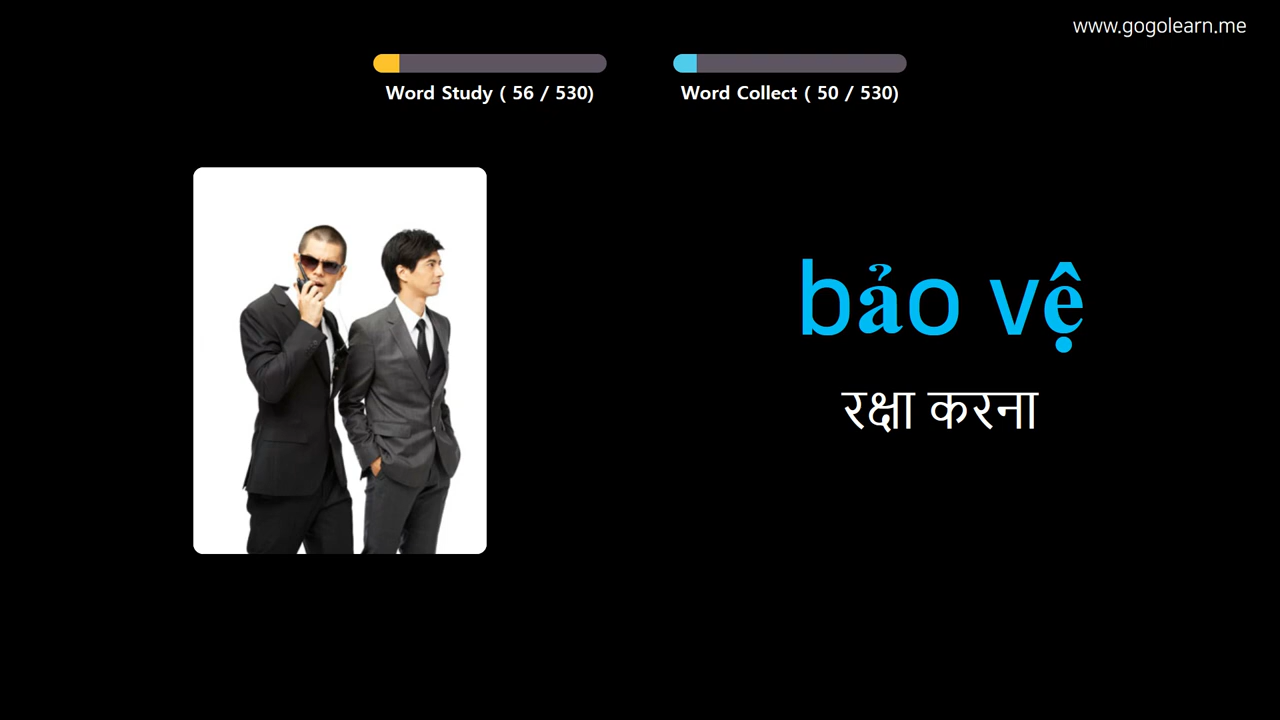 www.gogolearn.me
Word Study ( 56 / 530)
Word Collect ( 50 / 530)
bảo vệ
रक्षा करना